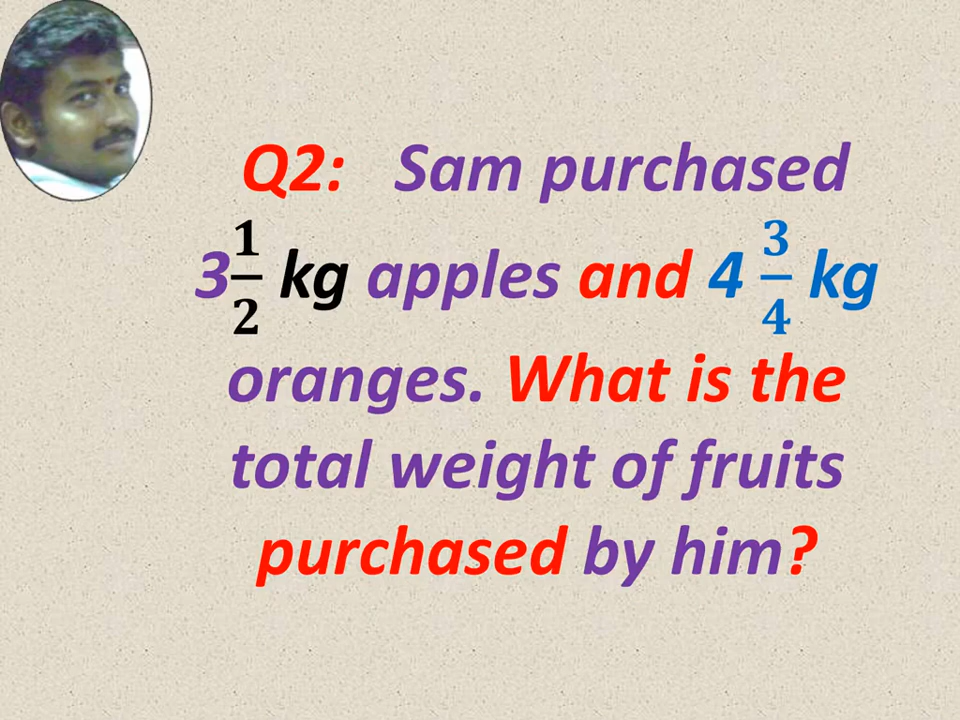 Q2: Sam purchased
3 1/2 kg apples and 4 3/4 kg
oranges. What is the
total weight of fruits
purchased by him?